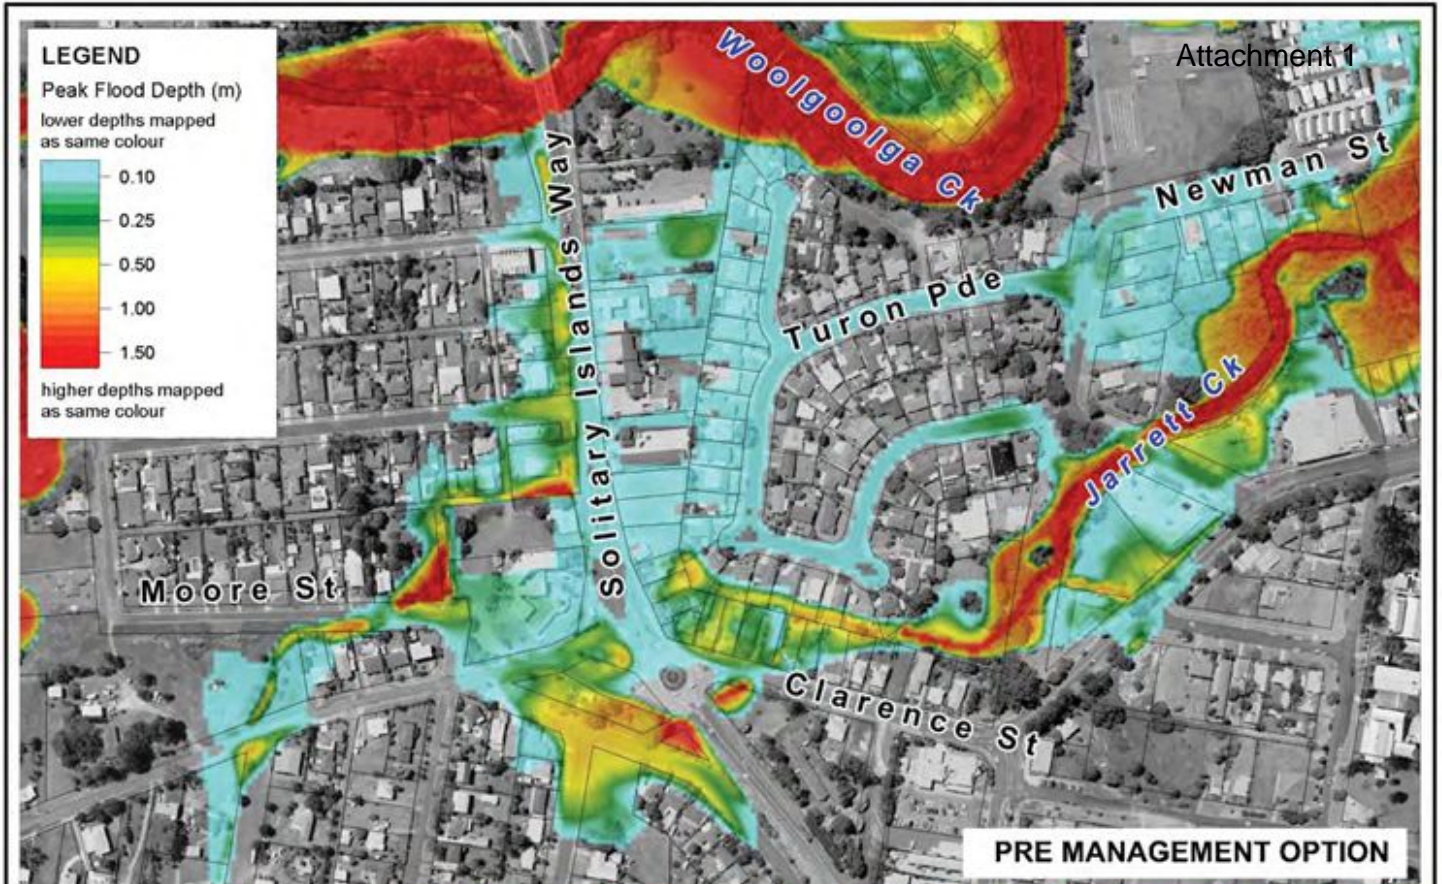 LEGEND
Peak Flood Depth (m)
lower depths mapped
as same colour
0.10
0.25
0.50
1.00
1.50
higher depths mapped
as same colour
Attachment 1
Woolgoolga Ck
Newman St
Solitary Islands Way
Turon Pde
Jarrett Ck
Moore St
Clarence St
PRE MANAGEMENT OPTION